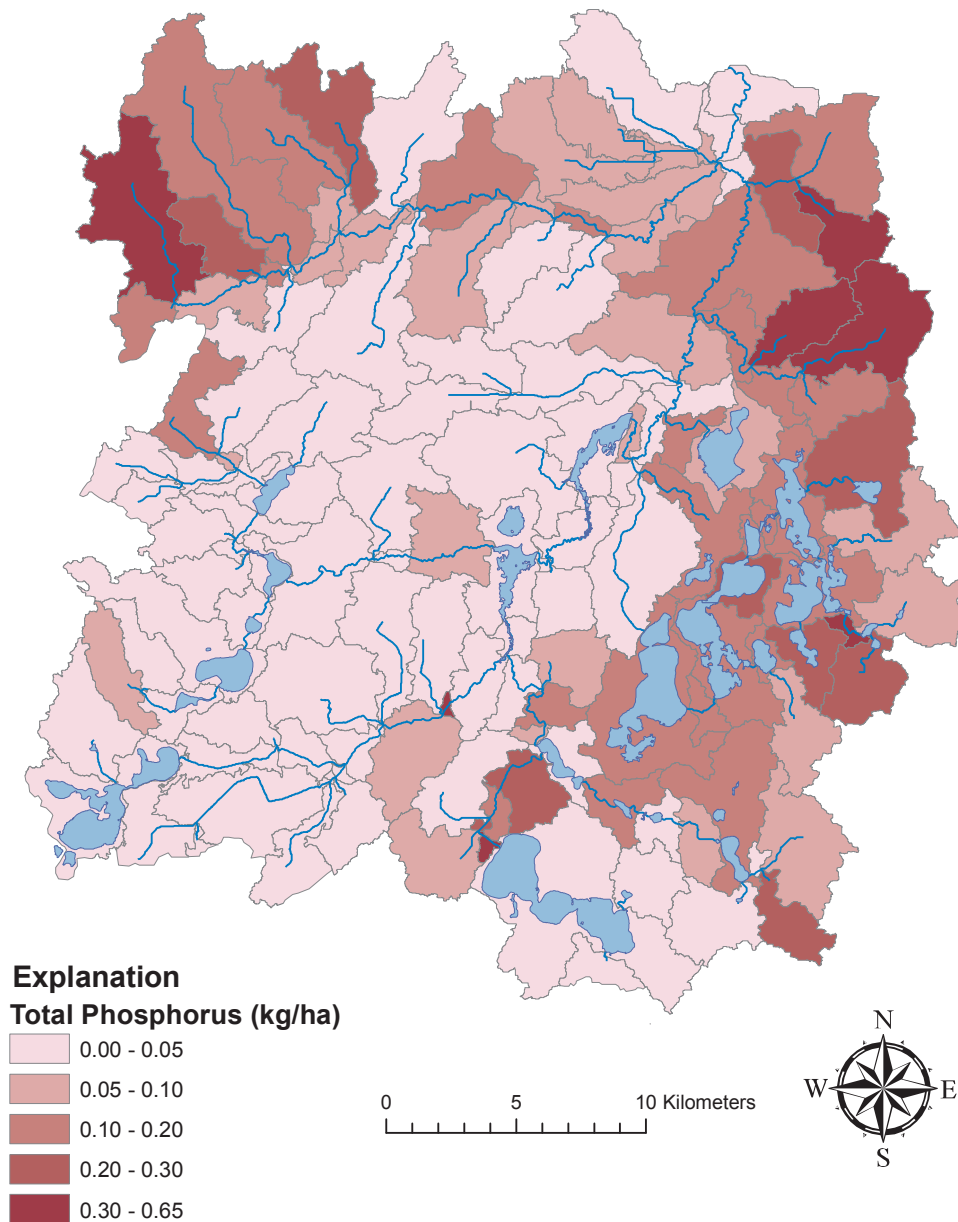 Explanation
Total Phosphorus (kg/ha)
0.00 - 0.05
0.05 - 0.10
0.10 - 0.20
0.20 - 0.30
0.30 - 0.65
0 5 10 Kilometers
N
W E
S